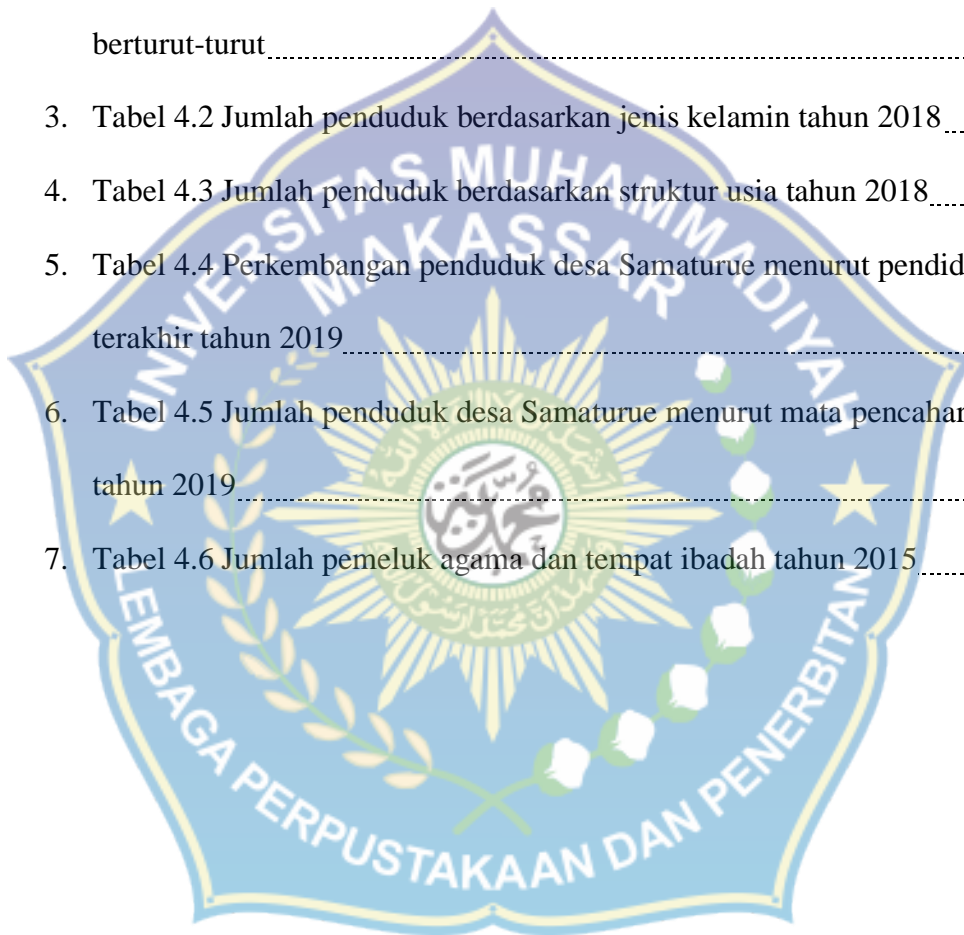 berturut-turut
3. Tabel 4.2 Jumlah penduduk berdasarkan jenis kelamin tahun 2018
4. Tabel 4.3 Jumlah penduduk berdasarkan struktur usia tahun 2018
5. Tabel 4.4 Perkembangan penduduk desa Samaturue menurut pendid
terakhir tahun 2019
6. Tabel 4.5 Jumlah penduduk desa Samaturue menurut mata pencahar
tahun 2019
7. Tabel 4.6 Jumlah pemeluk agama dan tempat ibadah tahun 2015
UNIVERSITAS MUHAMMADIYAH
MAKASSAR
LEMBAGA PERPUSTAKAAN DAN PENERBITAN